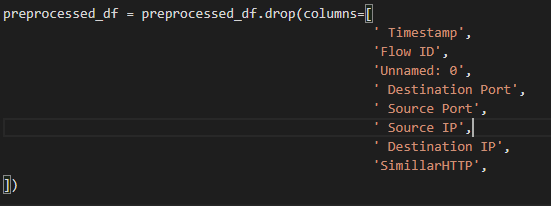 preprocessed_df = preprocessed_df.drop(columns=[
' Timestamp',
'Flow ID',
'Unnamed: 0',
' Destination Port',
' Source Port',
' Source IP',
' Destination IP',
'SimillarHTTP',
])